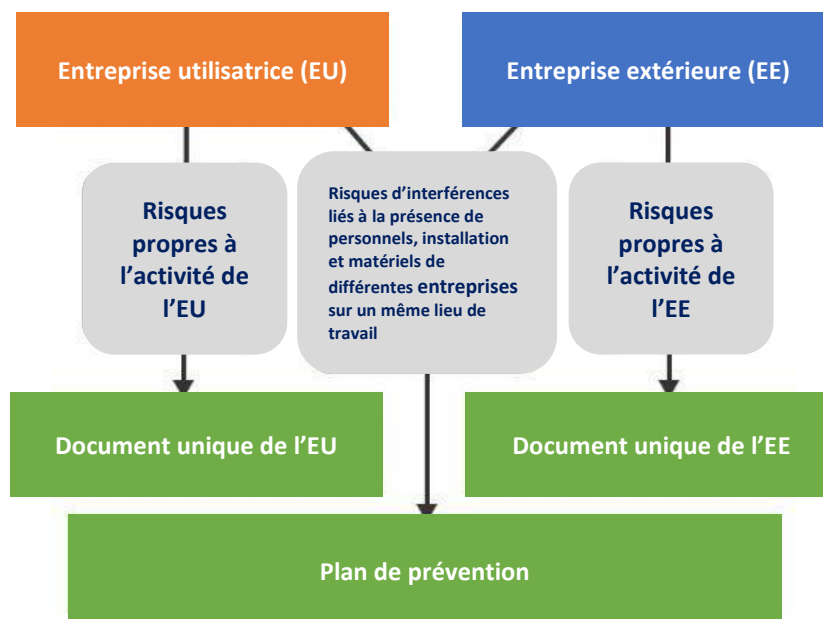 Entreprise utilisatrice (EU)
Entreprise extérieure (EE)
Risques
propres à
l’activité de
l’EU
Risques d’interférences
liés à la présence de
personnels, installation
et matériels de
différentes entreprises
sur un même lieu de
travail
Risques
propres à
l’activité de
l’EE
Document unique de l’EU
Document unique de l’EE
Plan de prévention